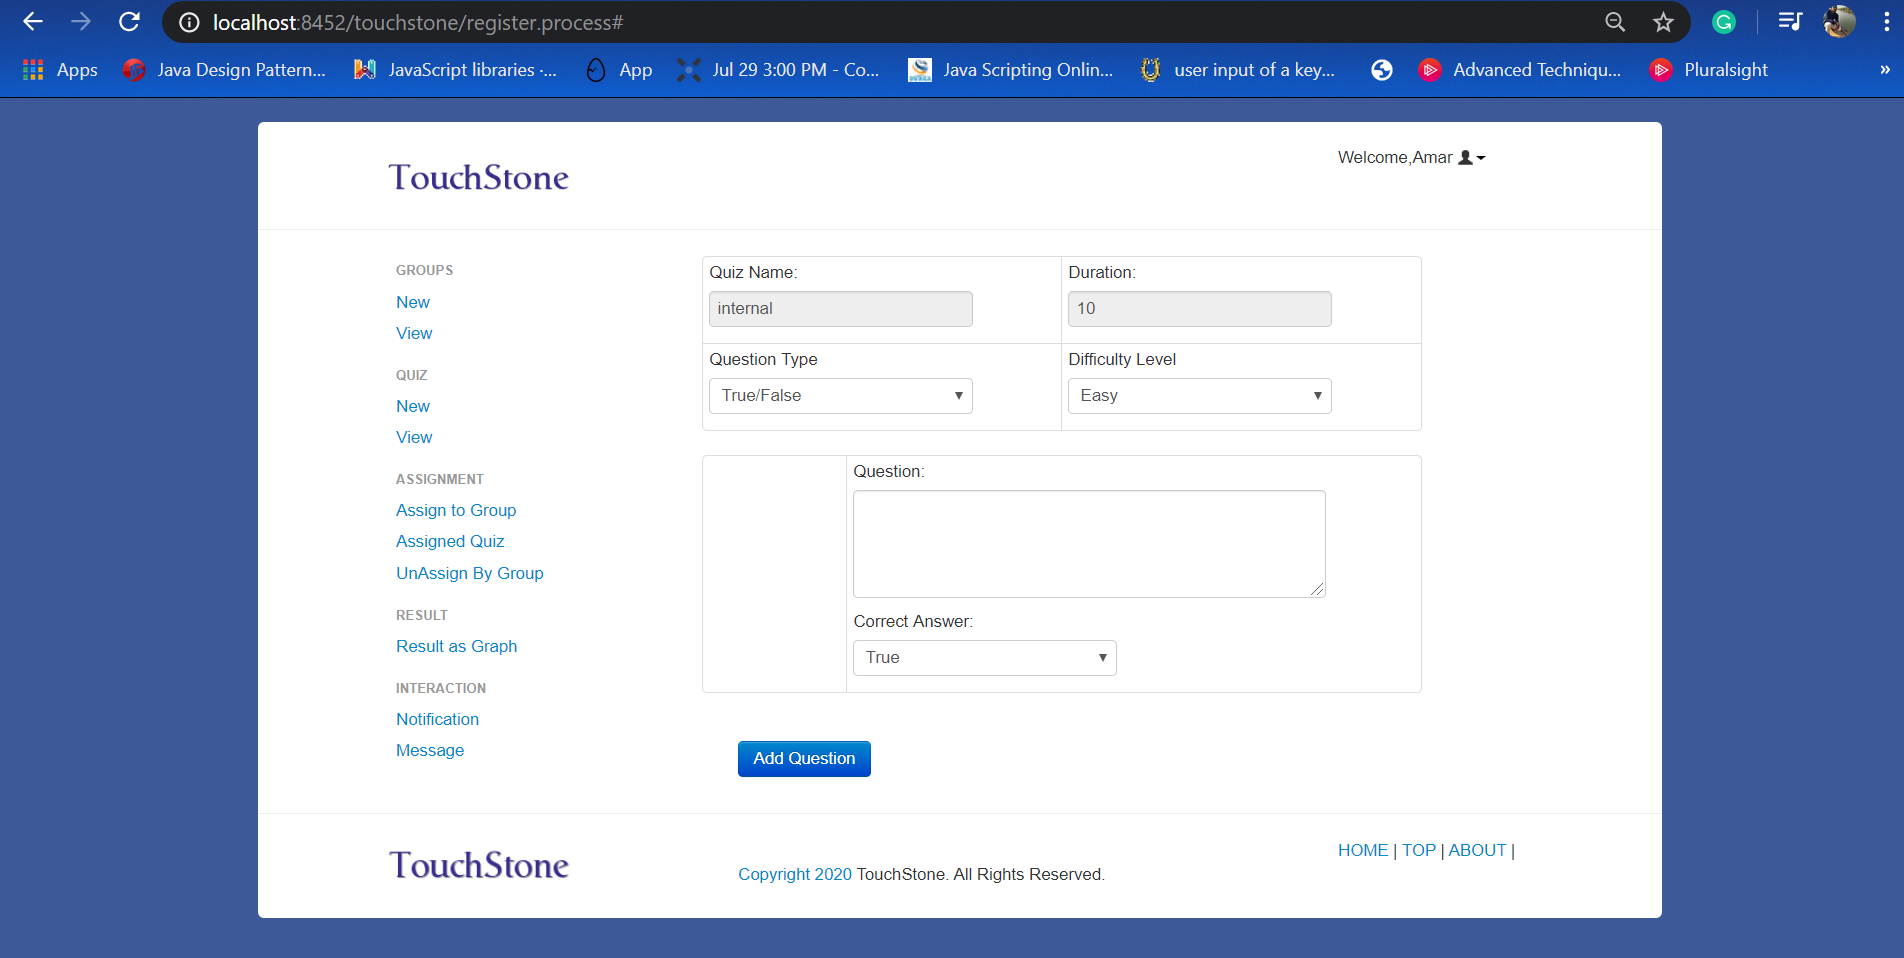 localhost:8452/touchstone/register.process#
Apps Java Design Pattern... JavaScript libraries -... App Jul 29 3:00 PM - Co... Java Scripting Onlin... user input of a key... Advanced Techniqu... Pluralsight »
TouchStone
Welcome,Amar
GROUPS
New
View
QUIZ
New
View
ASSIGNMENT
Assign to Group
Assigned Quiz
UnAssign By Group
RESULT
Result as Graph
INTERACTION
Notification
Message
Quiz Name:
internal
Duration:
10
Question Type
True/False
Difficulty Level
Easy
Question:
Correct Answer:
True
Add Question
TouchStone
Copyright 2020 TouchStone. All Rights Reserved.
HOME | TOP | ABOUT |